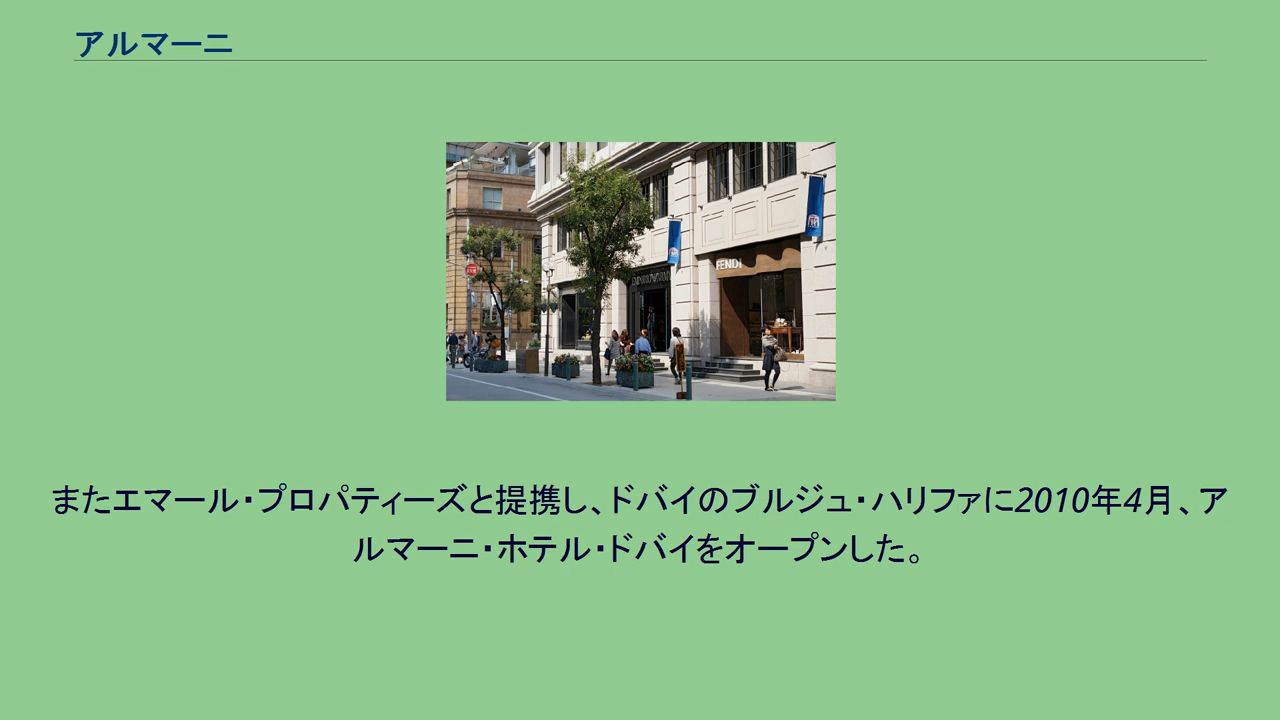 アルマーニ
FENDI
またエマール・プロパティーズと提携し、ドバイのブルジュ・ハリファに2010年4月、ア
ルマーニ・ホテル・ドバイをオープンした。